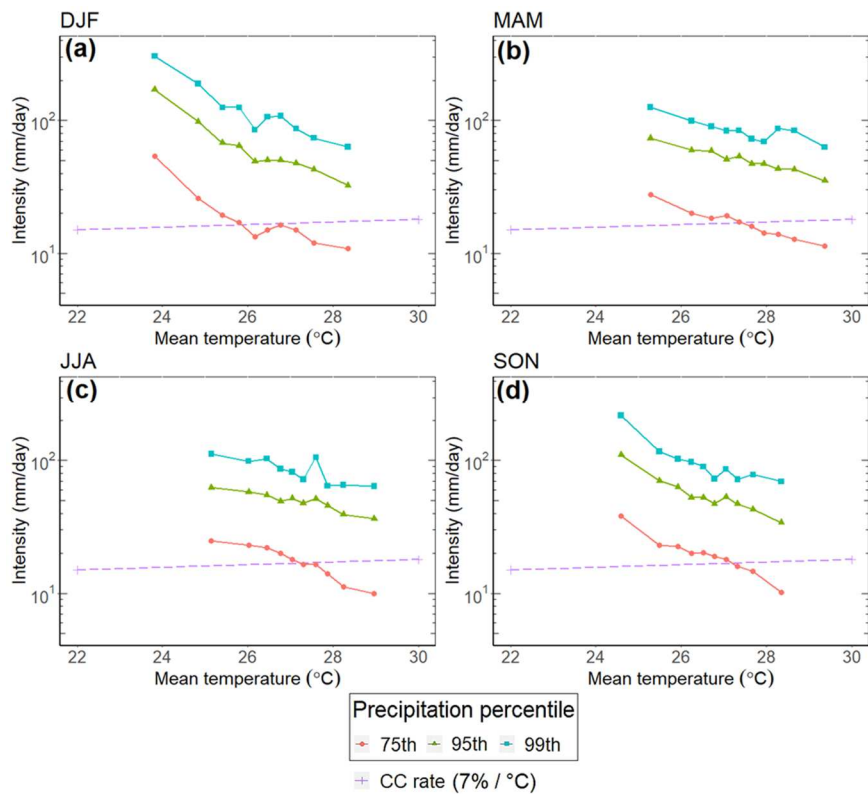 DJF
(a)
Intensity (mm/day)
10²
10¹
22 24 26 28 30
Mean temperature (°C)
MAM
(b)
Intensity (mm/day)
10²
10¹
22 24 26 28 30
Mean temperature (°C)
JJA
(c)
Intensity (mm/day)
10²
10¹
22 24 26 28 30
Mean temperature (°C)
SON
(d)
Intensity (mm/day)
10²
10¹
22 24 26 28 30
Mean temperature (°C)
Precipitation percentile
75th 95th 99th
CC rate (7% / °C)